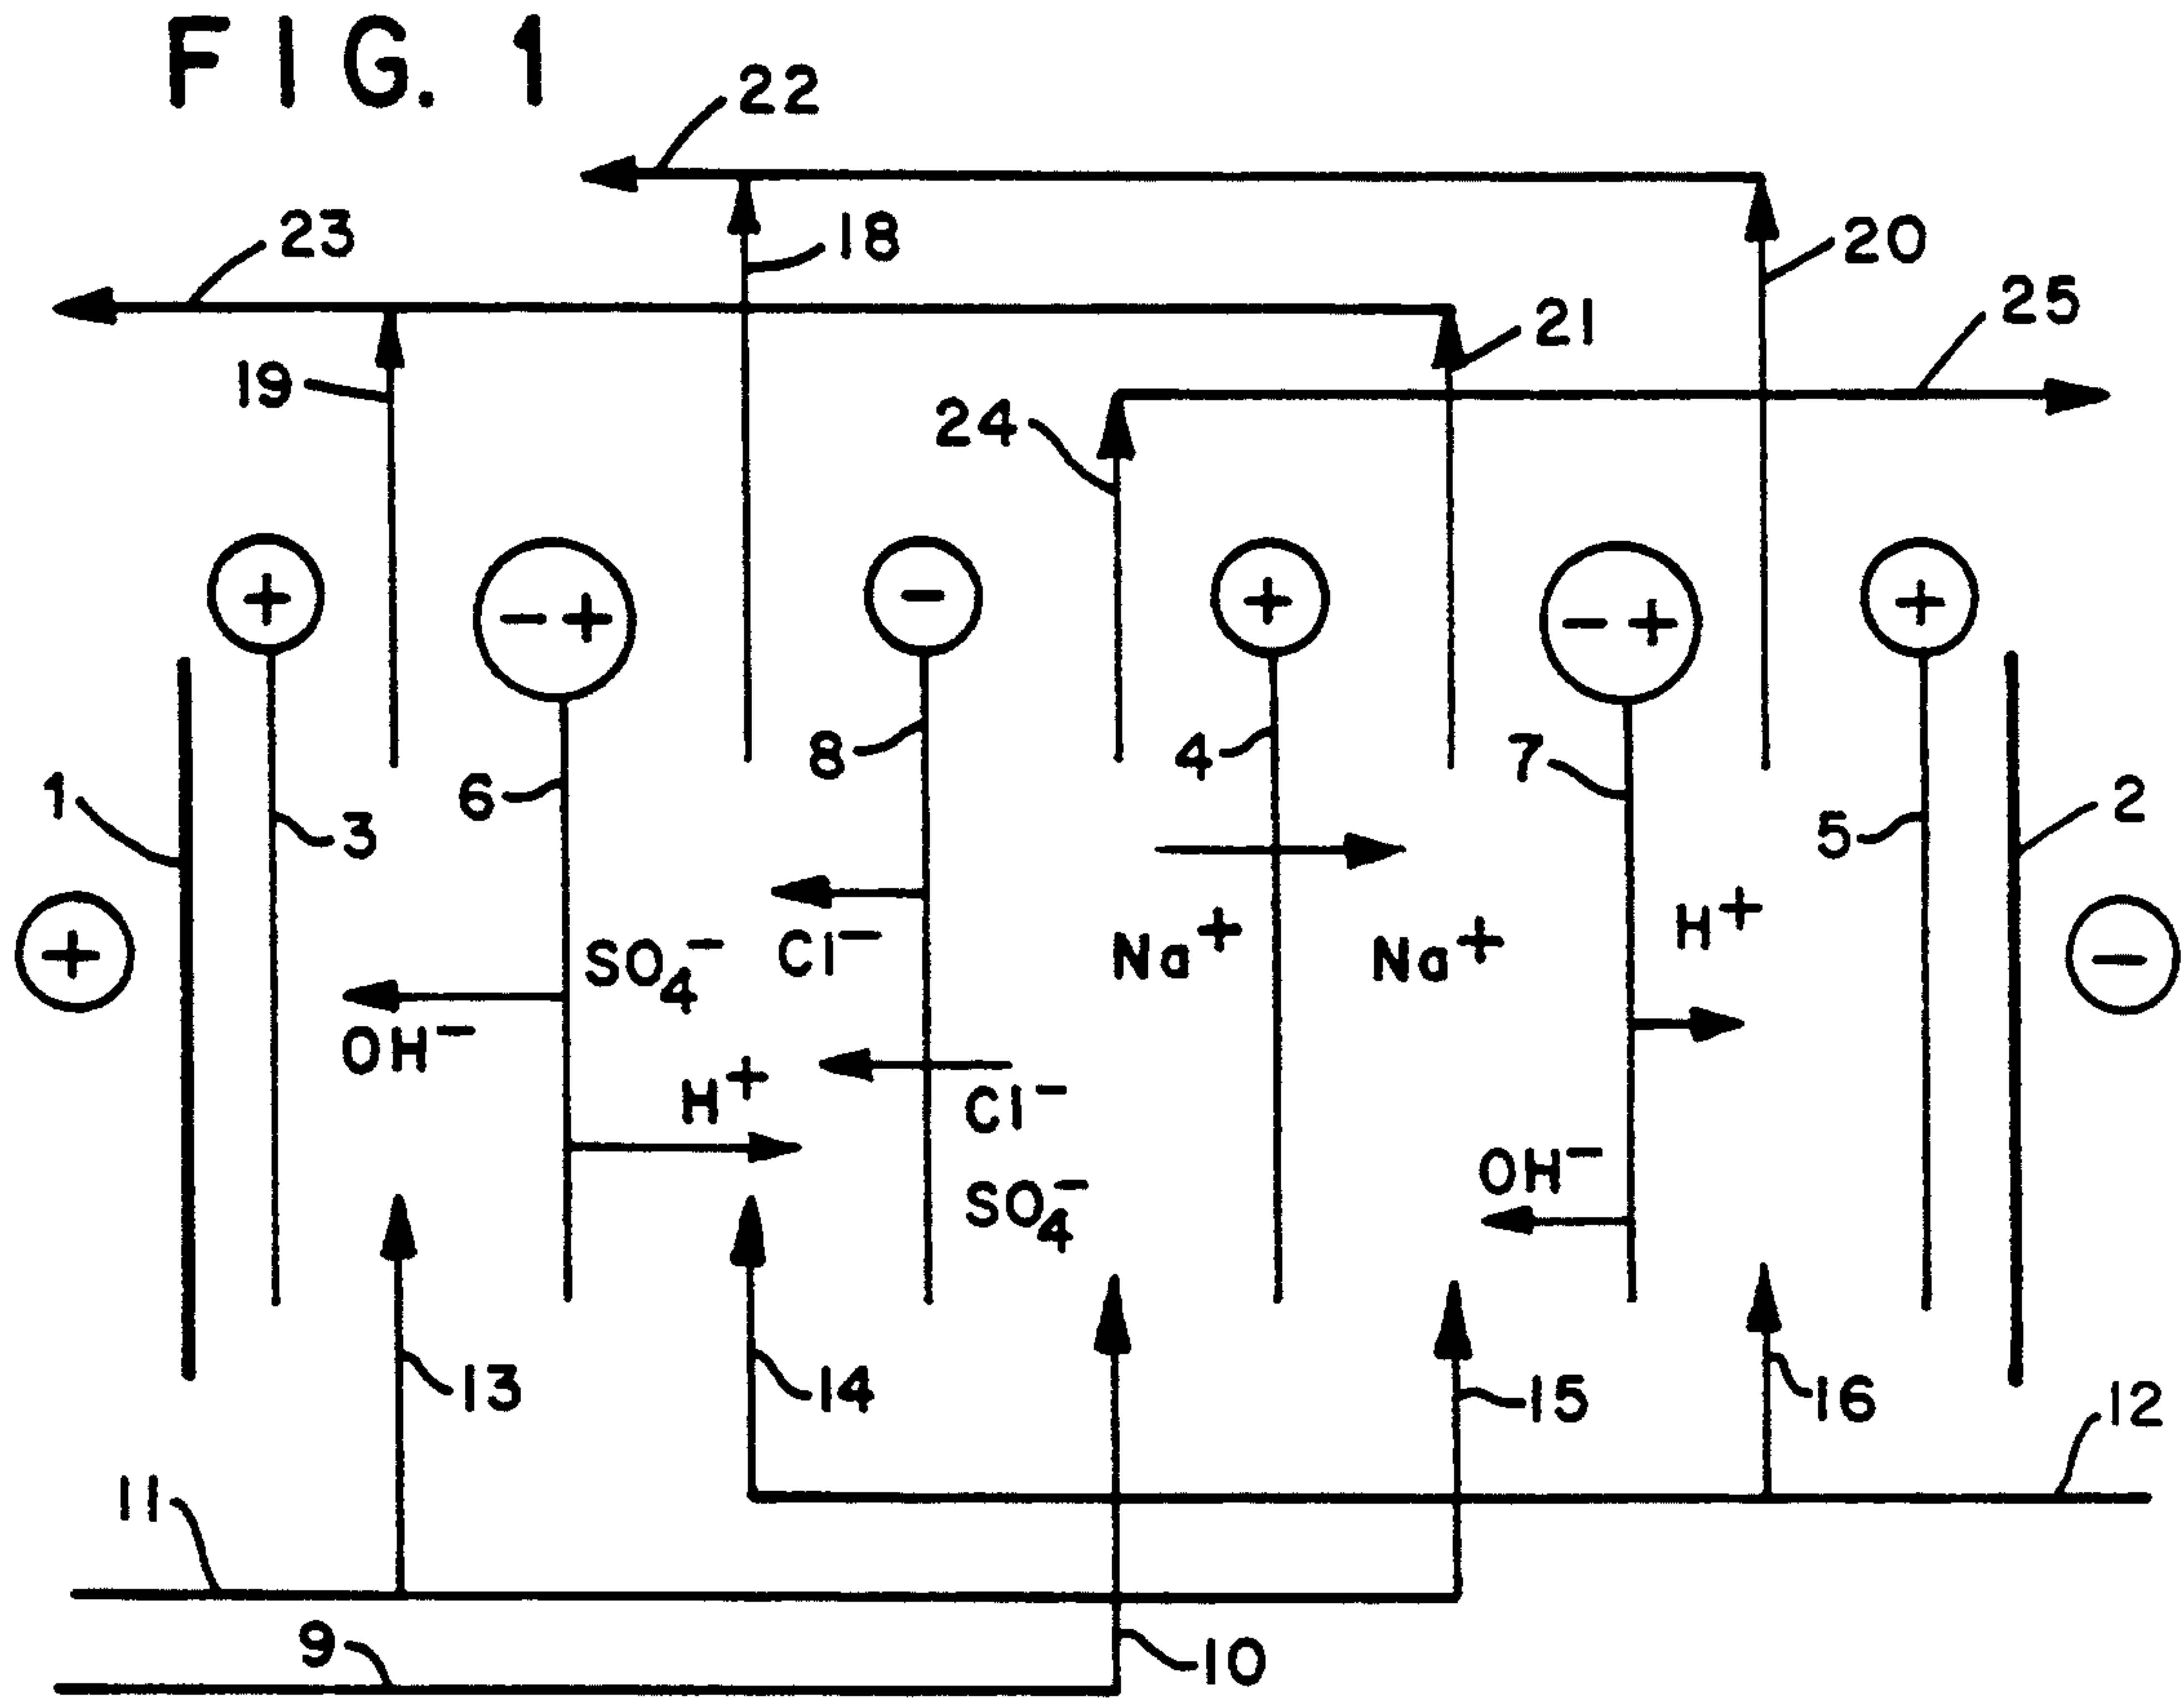 FIG. 1
22
23
18
20
25
21
19
24
+
- +
-
+
- +
+
8
4
7
1
6
3
5
2
+
SO4-
Cl-
Na+
Na+
H+
-
OH-
H+
Cl-
OH-
SO4-
13
14
15
16
12
11
9
10